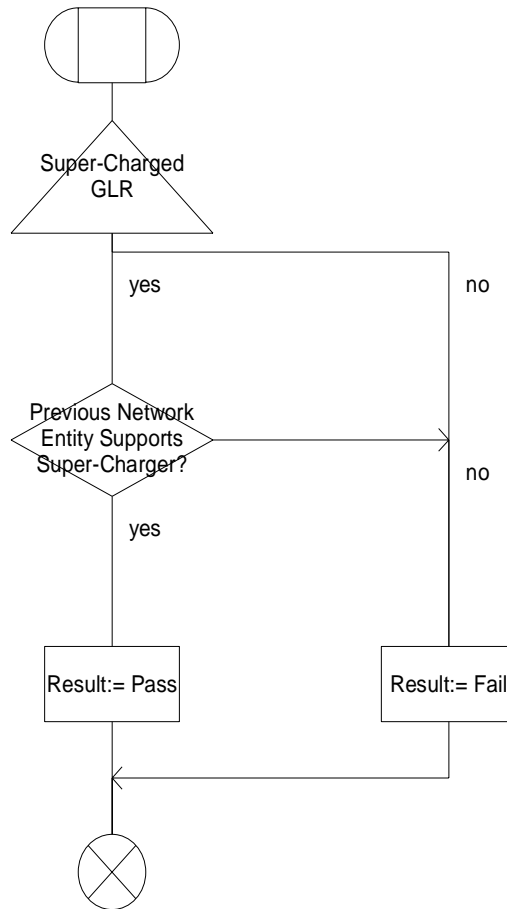 Super-Charged
GLR
yes
no
Previous Network
Entity Supports
Super-Charger?
no
yes
Result:= Pass
Result:= Fail